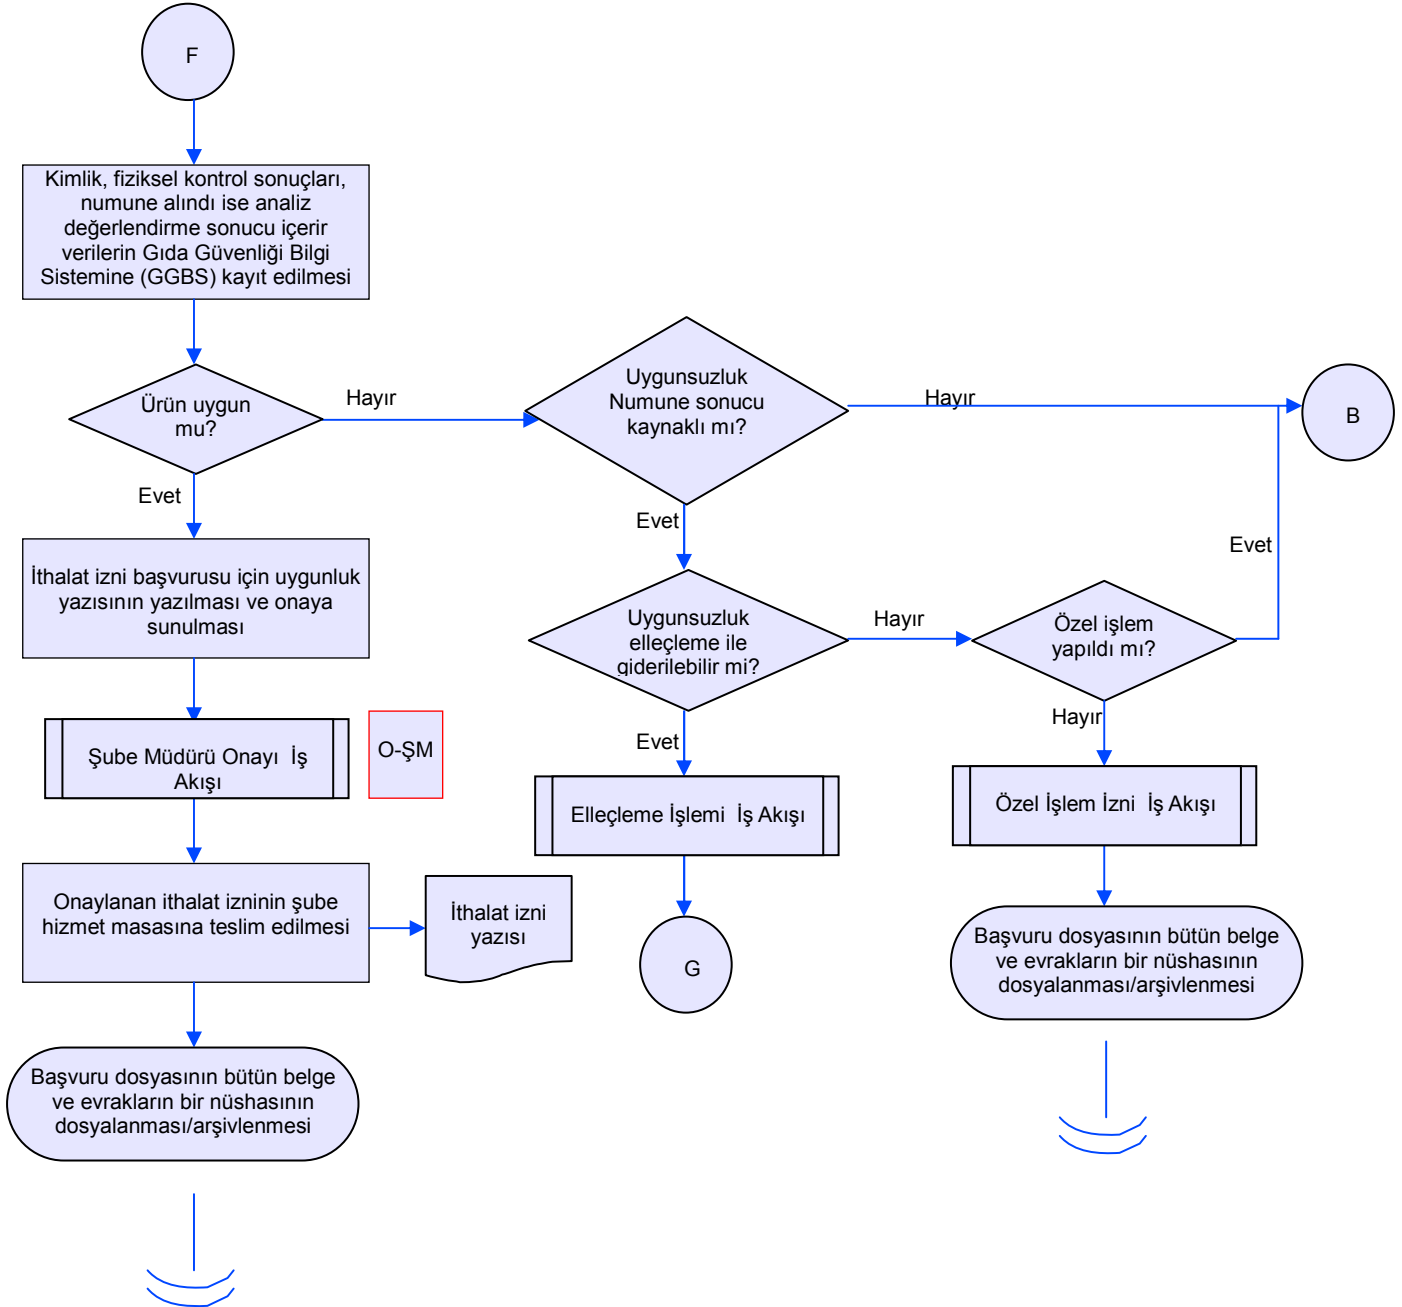 F
Kimlik, fiziksel kontrol sonuçları,
numune alındı ise analiz
değerlendirme sonucu içerir
verilerin Gıda Güvenliği Bilgi
Sistemine (GGBS) kayıt edilmesi
Ürün uygun
mu?
Hayır
Uygunsuzluk
Numune sonucu
kaynaklı mı?
Hayır
B
Evet
Evet
Evet
İthalat izni başvurusu için uygunluk
yazısının yazılması ve onaya
sunulması
Uygunsuzluk
elleçleme ile
giderilebilir mi?
Hayır
Özel işlem
yapıldı mı?
Hayır
Evet
Şube Müdürü Onayı  İş
Akışı
O-ŞM
Elleçleme İşlemi  İş Akışı
Özel İşlem İzni  İş Akışı
Onaylanan ithalat izninin şube
hizmet masasına teslim edilmesi
İthalat izni
yazısı
G
Başvuru dosyasının bütün belge
ve evrakların bir nüshasının
dosyalanması/arşivlenmesi
Başvuru dosyasının bütün belge
ve evrakların bir nüshasının
dosyalanması/arşivlenmesi